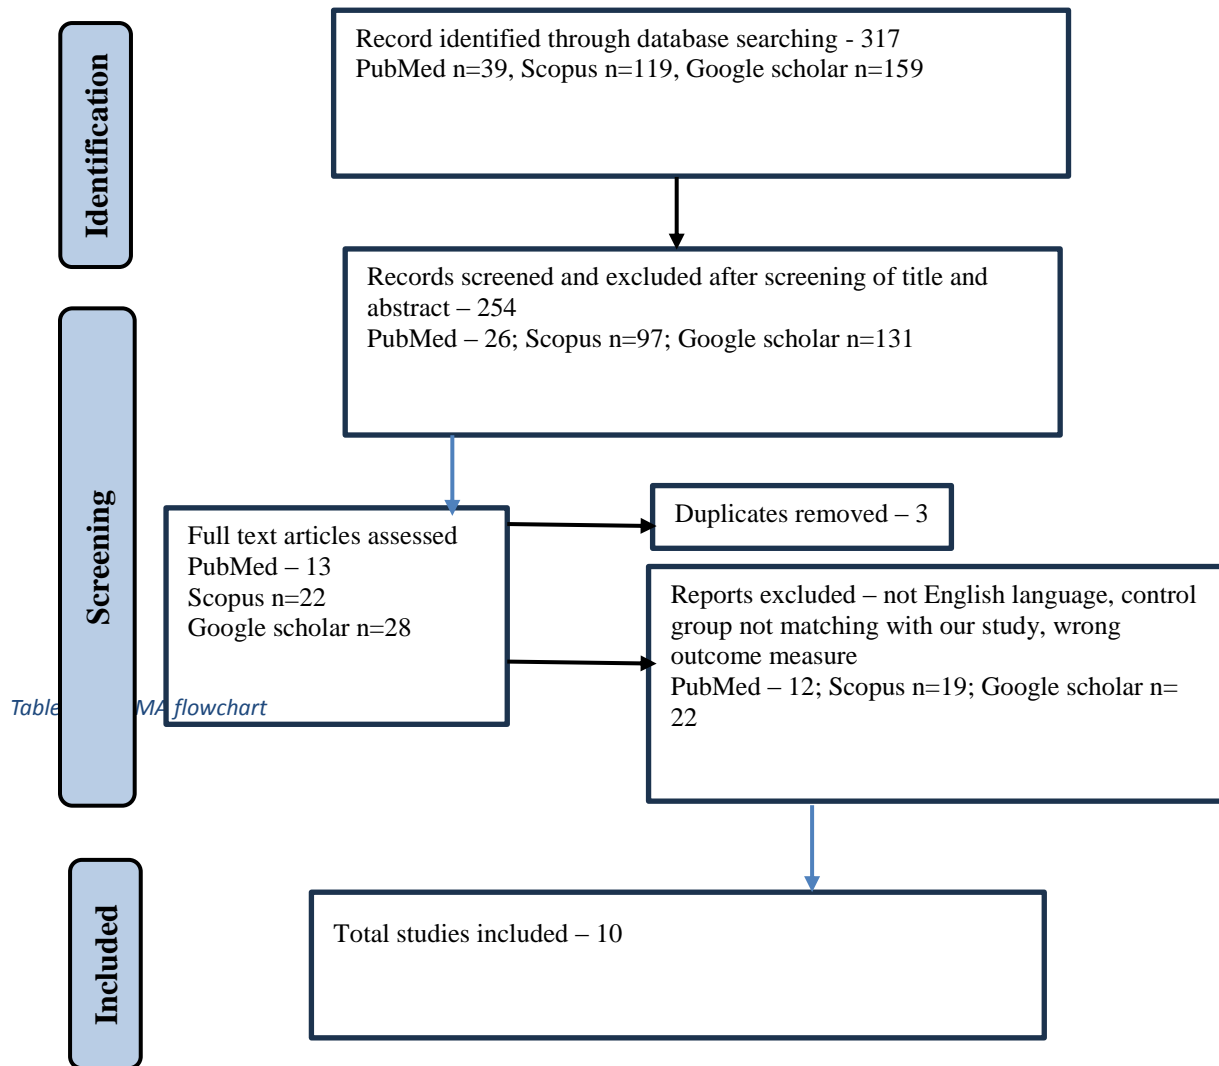 Identification
Record identified through database searching - 317
PubMed n=39, Scopus n=119, Google scholar n=159
Records screened and excluded after screening of title and
abstract – 254
PubMed – 26; Scopus n=97; Google scholar n=131
Screening
Full text articles assessed
PubMed – 13
Scopus n=22
Google scholar n=28
Duplicates removed – 3
Reports excluded – not English language, control
group not matching with our study, wrong
outcome measure
PubMed – 12; Scopus n=19; Google scholar n=
22
Table MA flowchart
Included
Total studies included – 10